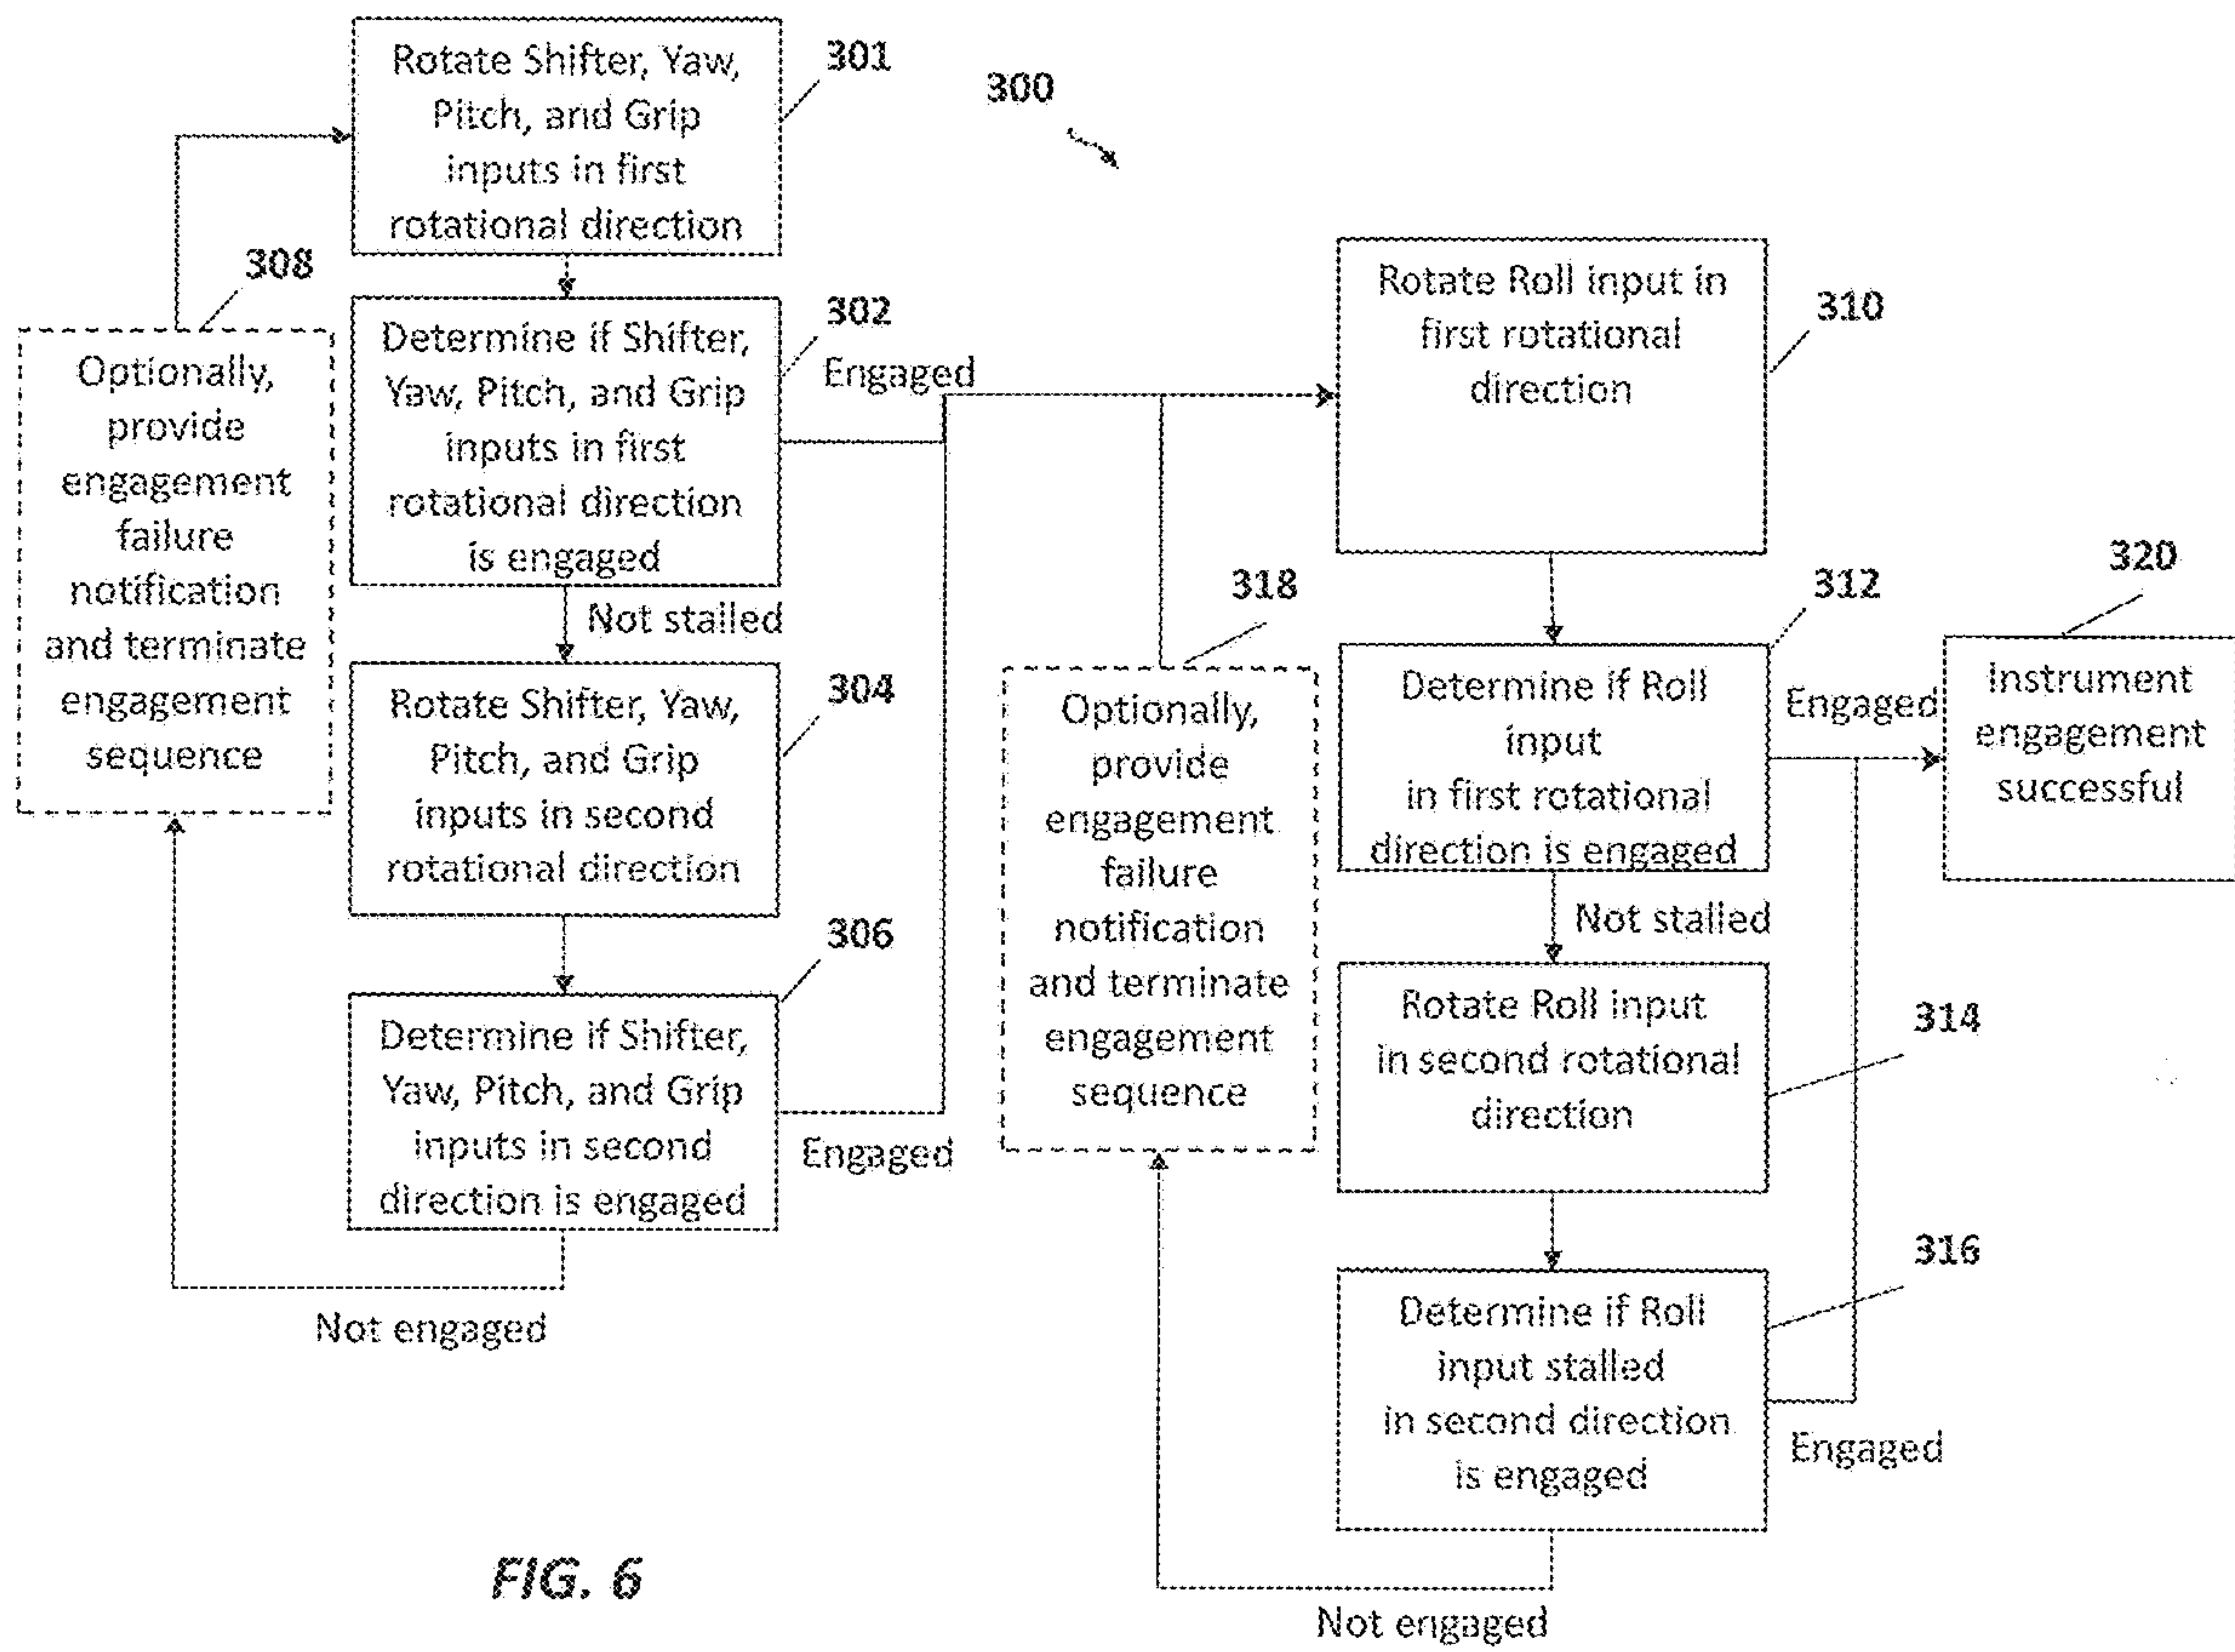 Rotate Shifter, Yaw,
Pitch, and Grip
inputs in first
rotational direction
301
300
308
Optionally,
provide
engagement
failure
notification
and terminate
engagement
sequence
Determine if Shifter,
Yaw, Pitch, and Grip
inputs in first
rotational direction
is engaged
302
Engaged
Not stalled
Rotate Shifter, Yaw,
Pitch, and Grip
inputs in second
rotational direction
304
Determine if Shifter,
Yaw, Pitch, and Grip
inputs in second
direction is engaged
306
Engaged
Not engaged
Rotate Roll input in
first rotational
direction
310
318
Optionally,
provide
engagement
failure
notification
and terminate
engagement
sequence
Determine if Roll
input
in first rotational
direction is engaged
312
Engaged
320
Instrument
engagement
successful
Not stalled
Rotate Roll input
in second rotational
direction
314
Determine if Roll
input stalled
in second direction
is engaged
316
Engaged
Not engaged
FIG. 6